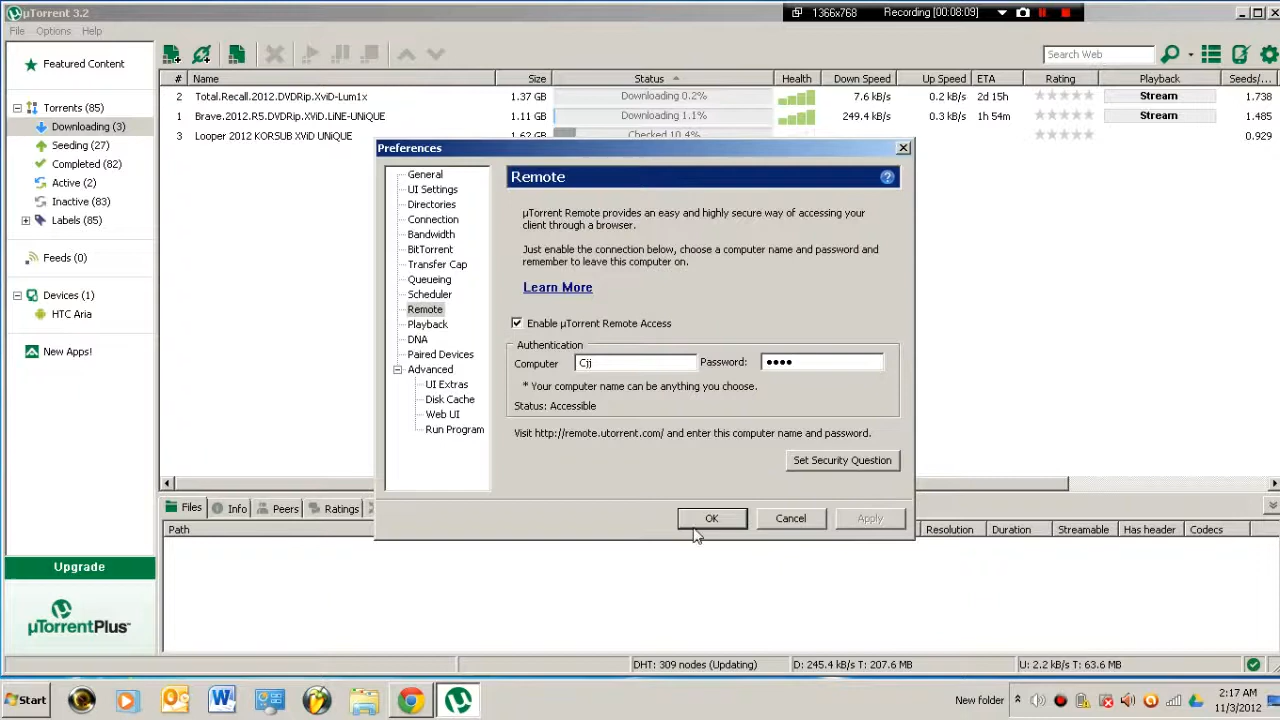 µTorrent 3.2
1366x768
Recording [00:08:09]
File Options Help
Search Web
Featured Content
Torrents (85)
Downloading (3)
Seeding (27)
Completed (82)
Active (2)
Inactive (83)
Labels (85)
Feeds (0)
Devices (1)
HTC Aria
New Apps!
Upgrade
µTorrentPlus™
# Name Size Status Health Down Speed Up Speed ETA Rating Playback Seeds/...
2 Total.Recall.2012.DVDRip.XviD-Lum1x 1.37 GB Downloading 0.2% 7.6 kB/s 0.2 kB/s 2d 15h Stream 1.738
1 Brave.2012.R5.DVDRip.XViD.LiNE-UNiQUE 1.11 GB Downloading 1.1% 249.4 kB/s 0.3 kB/s 1h 54m Stream 1.485
3 Looper 2012 KORSUB XVID UNiQUE 1.62 GB Checked 10.4% 0.929
Preferences
General
UI Settings
Directories
Connection
Bandwidth
BitTorrent
Transfer Cap
Queueing
Scheduler
Remote
Playback
DNA
Paired Devices
Advanced
UI Extras
Disk Cache
Web UI
Run Program
Remote
µTorrent Remote provides an easy and highly secure way of accessing your
client through a browser.
Just enable the connection below, choose a computer name and password and
remember to leave this computer on.
Learn More
Enable µTorrent Remote Access
Authentication
Computer Cjj Password: ●●●●
* Your computer name can be anything you choose.
Status: Accessible
Visit http://remote.utorrent.com/ and enter this computer name and password.
Set Security Question
OK Cancel Apply
Files Info Peers Ratings
Path Resolution Duration Streamable Has header Codecs
DHT: 309 nodes (Updating) D: 245.4 kB/s T: 207.6 MB U: 2.2 kB/s T: 63.6 MB
Start
New folder
2:17 AM
11/3/2012